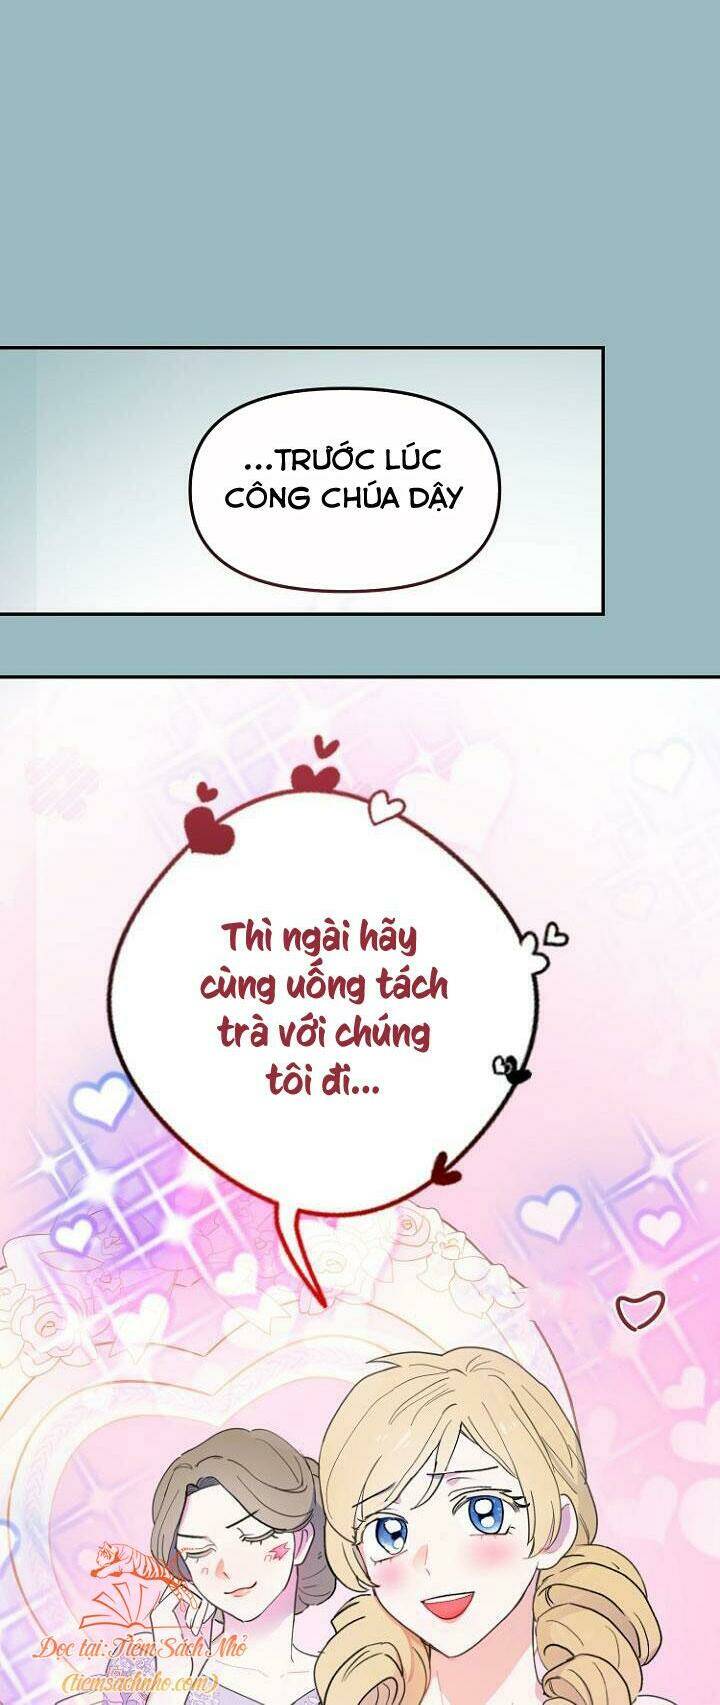 ...TRƯỚC LÚC
CÔNG CHÚA DẬY
Thì ngài hãy
cùng uống tách
trà với chúng
tôi đi...
Đọc tại: Tiệm Sách Nhỏ
(tiemsachnho.com)